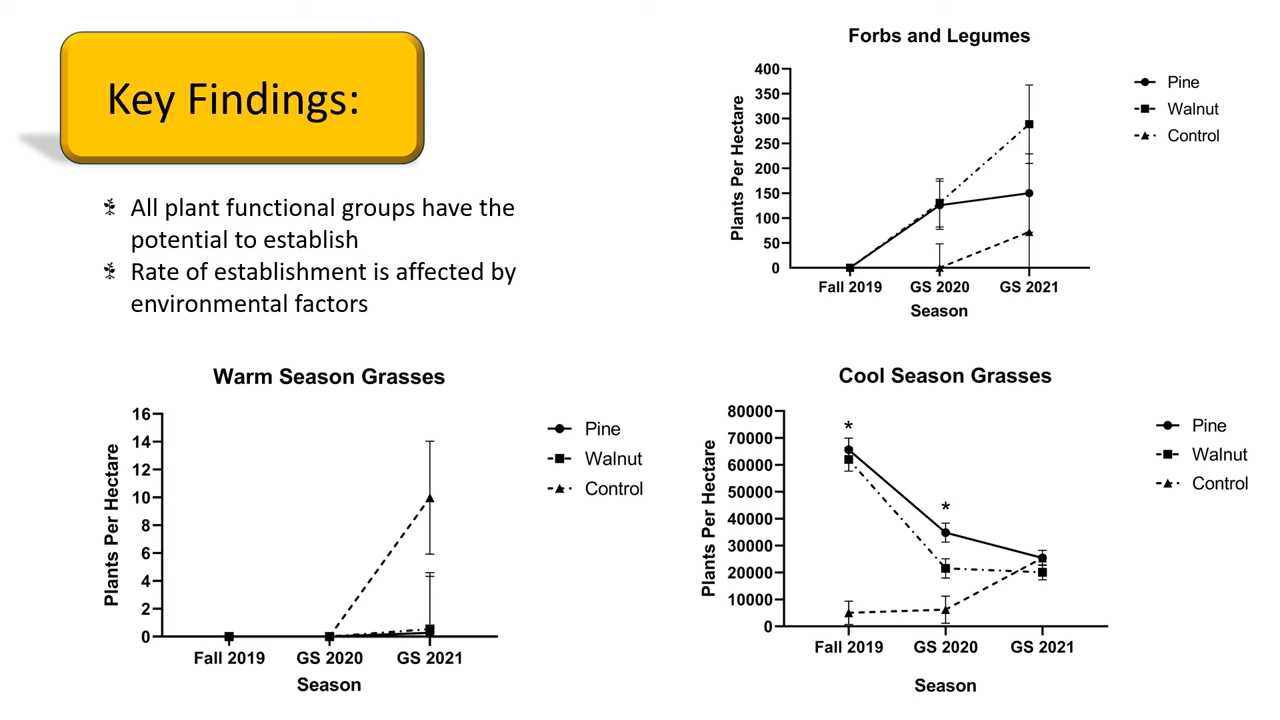 Key Findings:
All plant functional groups have the
potential to establish
Rate of establishment is affected by
environmental factors
Forbs and Legumes
Plants Per Hectare
400
350
300
250
200
150
100
50
0
Fall 2019 GS 2020 GS 2021
Season
Pine
Walnut
Control
Warm Season Grasses
Plants Per Hectare
16
14
12
10
8
6
4
2
0
Fall 2019 GS 2020 GS 2021
Season
Pine
Walnut
Control
Cool Season Grasses
Plants Per Hectare
80000
70000
60000
50000
40000
30000
20000
10000
0
*
*
Fall 2019 GS 2020 GS 2021
Season
Pine
Walnut
Control